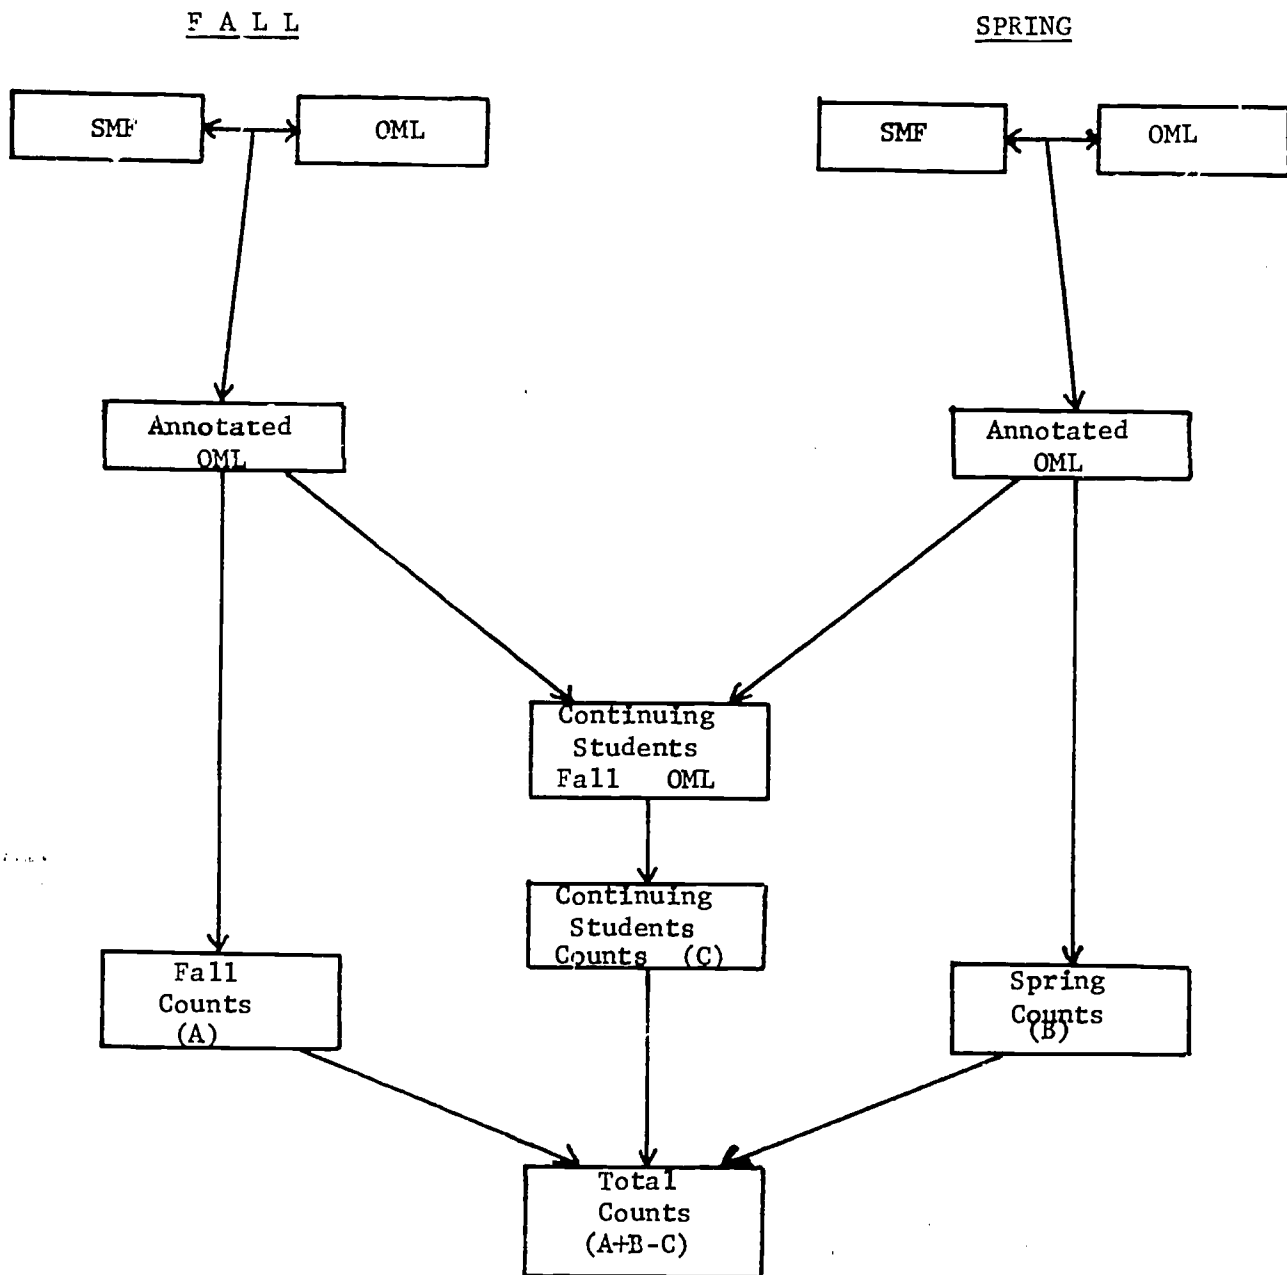 F A L L
SPRING
SMF
OML
SMF
OML
Annotated
OML
Annotated
OML
Continuing
Students
Fall OML
Continuing
Students
Counts (C)
Fall
Counts
(A)
Spring
Counts
(B)
Total
Counts
(A+B-C)